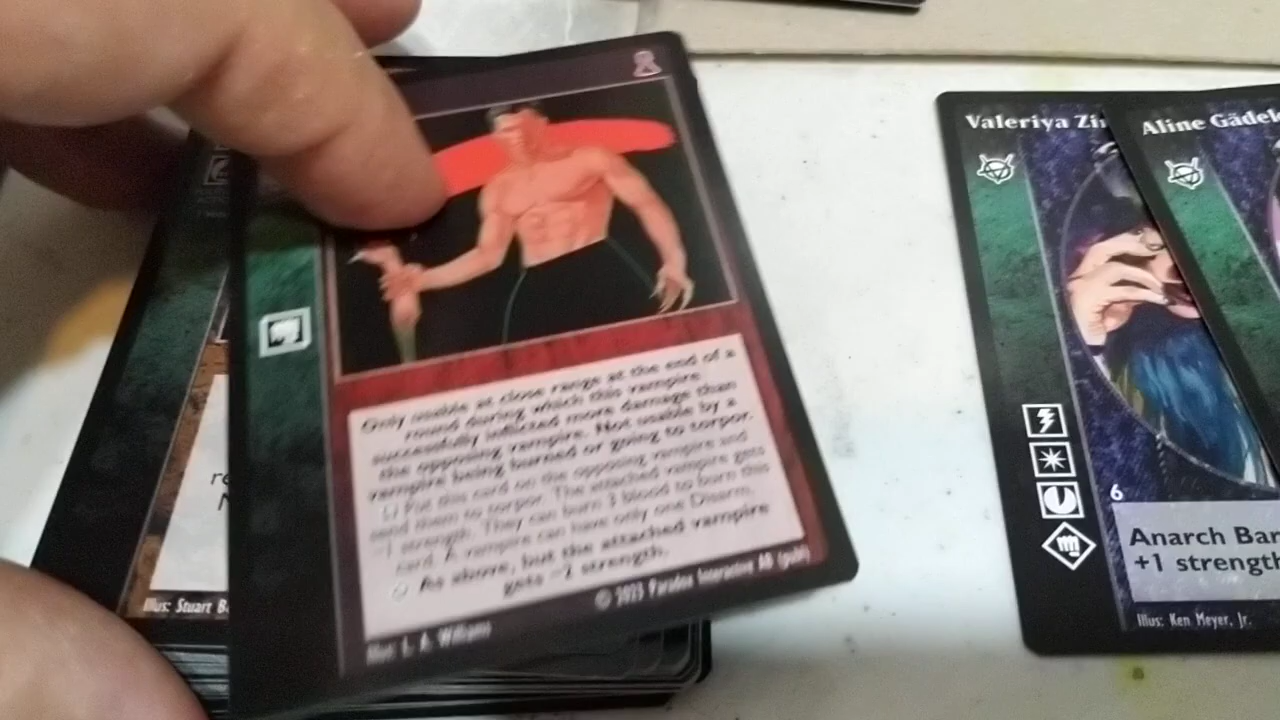 Only usable at close range at the end of a
round during which this vampire
successfully inflicted more damage than
the opposing vampire. Not usable by a
vampire being burned or going to torpor.
Put this card on the opposing vampire and
send them to torpor. The attached vampire gets
-1 strength. They can burn 3 blood to burn this
card. A vampire can have only one Disarm.
As above, but the attached vampire
gets -2 strength.
© 2023 Paradox Interactive AB (publ)
Illus: L. A. Williams
Illus: Stuart B
Valeriya Zi
Aline Gädek
6
Anarch Bar
+1 strength
Illus: Ken Meyer, Jr.